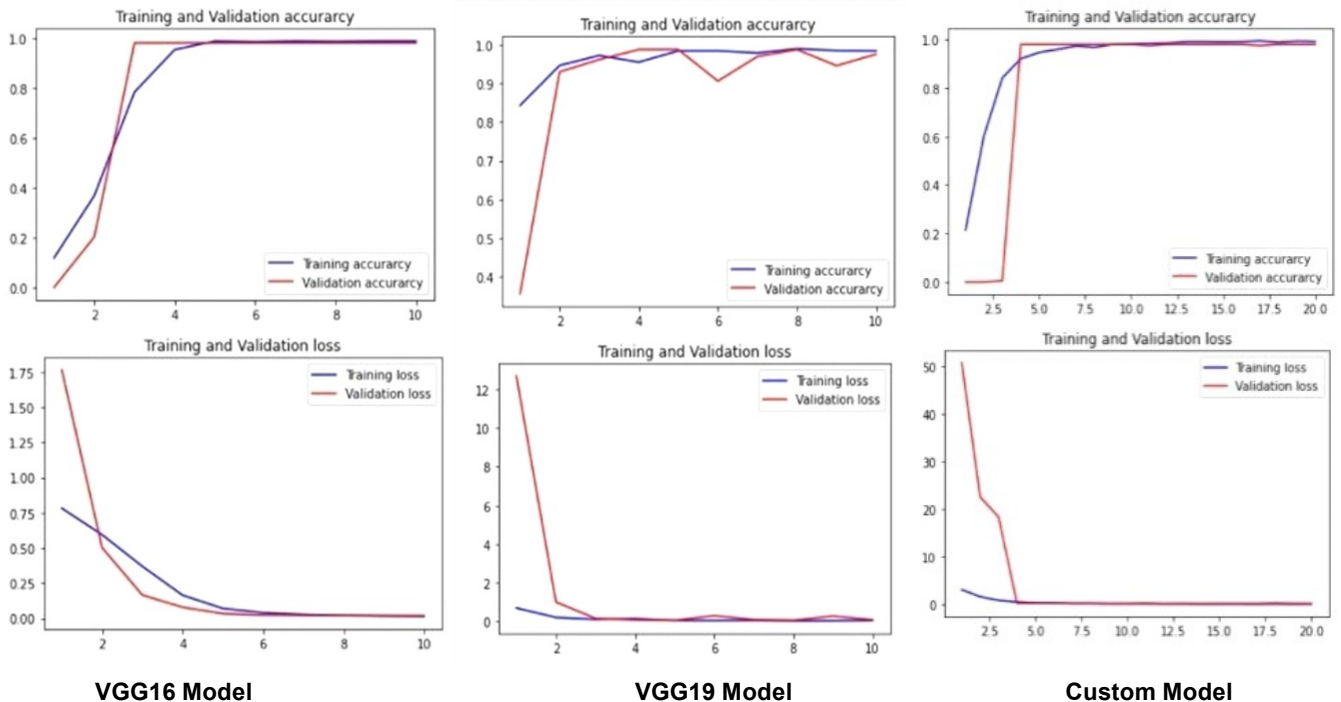 Training and Validation accurarcy
1.0
0.8
0.6
0.4
0.2
0.0
Training accurarcy
Validation accurarcy
2 4 6 8 10
Training and Validation accurarcy
1.0
0.9
0.8
0.7
0.6
0.5
0.4
Training accurarcy
Validation accurarcy
2 4 6 8 10
Training and Validation accurarcy
1.0
0.8
0.6
0.4
0.2
0.0
Training accurarcy
Validation accurarcy
2.5 5.0 7.5 10.0 12.5 15.0 17.5 20.0
Training and Validation loss
1.75
1.50
1.25
1.00
0.75
0.50
0.25
0.00
Training loss
Validation loss
2 4 6 8 10
Training and Validation loss
12
10
8
6
4
2
0
Training loss
Validation loss
2 4 6 8 10
Training and Validation loss
50
40
30
20
10
0
Training loss
Validation loss
2.5 5.0 7.5 10.0 12.5 15.0 17.5 20.0
VGG16 Model
VGG19 Model
Custom Model